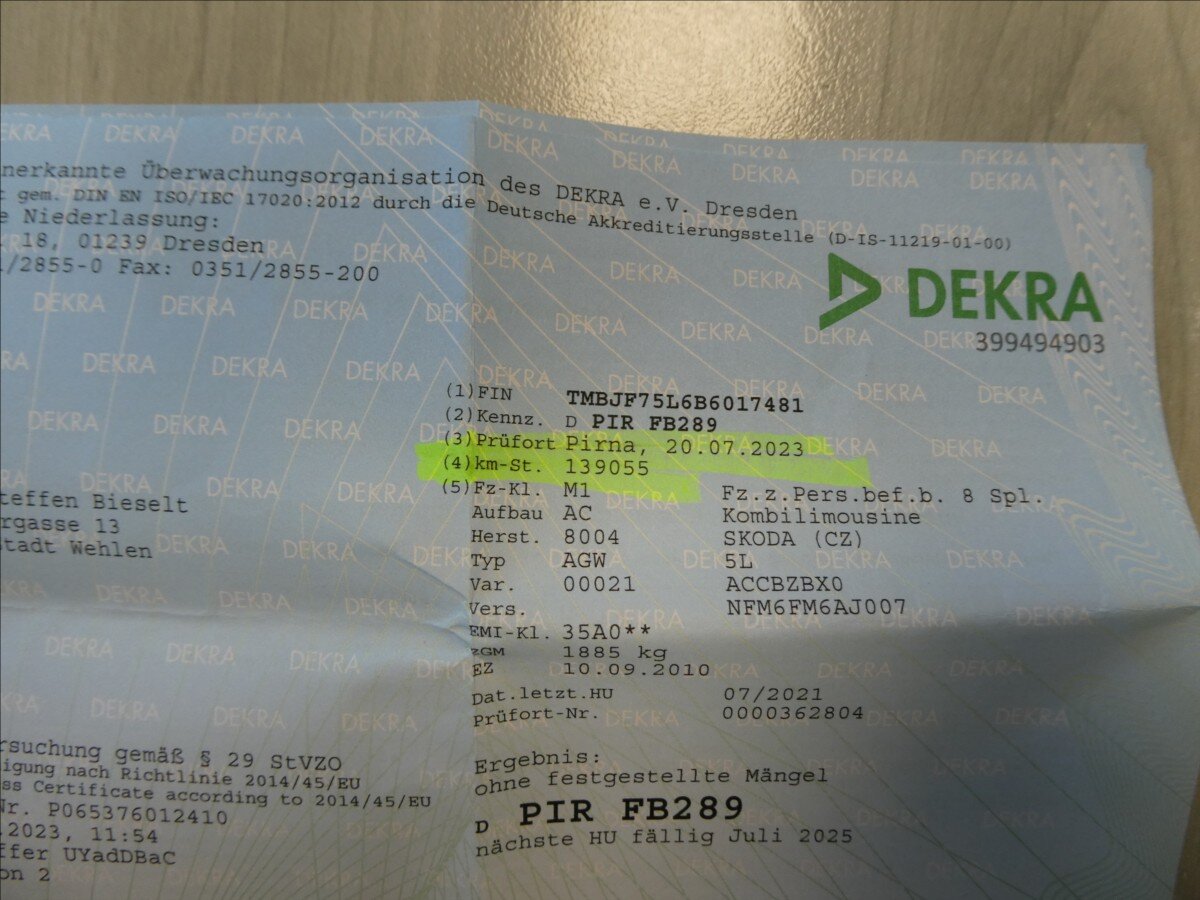 nerkannte Überwachungsorganisation des DEKRA e.V. Dresden
t gem. DIN EN ISO/IEC 17020:2012 durch die Deutsche Akkreditierungsstelle (D-IS-11219-01-00)
e Niederlassung:
18, 01239 Dresden
1/2855-0 Fax: 0351/2855-200
DEKRA
399494903
(1) FIN TMBJF75L6B6017481
(2) Kennz. D PIR FB289
(3) Prüfort Pirna, 20.07.2023
(4) km-St. 139055
(5) Fz-Kl. M1 Fz.z.Pers.bef.b. 8 Spl.
Aufbau AC Kombilimousine
Herst. 8004 SKODA (CZ)
Typ AGW 5L
Var. 00021 ACCBZBX0
Vers. NFM6FM6AJ007
EMI-Kl. 35A0**
zGM 1885 kg
EZ 10.09.2010
Dat.letzt.HU 07/2021
Prüfort-Nr. 0000362804
teffen Bieselt
rgasse 13
stadt Wehlen
rsuchung gemäß § 29 StVZO
igung nach Richtlinie 2014/45/EU
ss Certificate according to 2014/45/EU
Nr. P065376012410
.2023, 11:54
ffer UYadDBaC
on 2
Ergebnis:
ohne festgestellte Mängel
D PIR FB289
nächste HU fällig Juli 2025